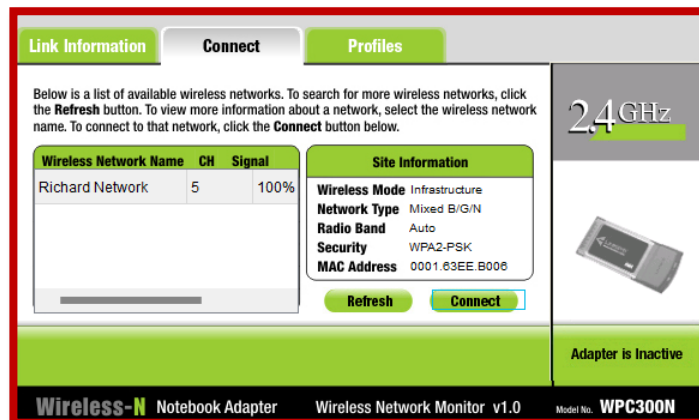 Link Information
Connect
Profiles
Below is a list of available wireless networks. To
search for more wireless networks, click
the Refresh button. To view more information
about a network, select the wireless network
name. To connect to that network, click the Connect button below.
2.4GHz
Wireless Network Name CH Signal
Richard Network 5 100%
Site Information
Wireless Mode Infrastructure
Network Type Mixed B/G/N
Radio Band Auto
Security WPA2-PSK
MAC Address 0001.63EE.B006
Refresh
Connect
Adapter is Inactive
Wireless-N Notebook Adapter Wireless Network Monitor v1.0 Model No. WPC300N